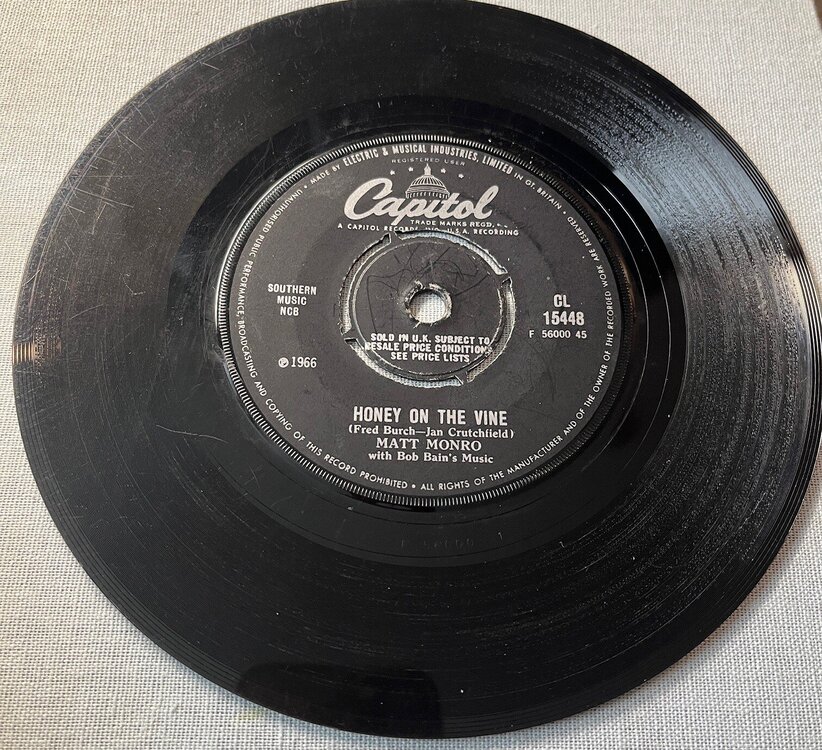 MADE BY ELECTRIC & MUSICAL INDUSTRIES, LIMITED IN GT. BRITAIN •
REGISTERED USER
Capitol
TRADE MARKS REGD.
A CAPITOL RECORDS, INC. U.S.A. RECORDING
SOUTHERN
MUSIC
NCB
CL
15448
F 56000 45
SOLD IN U.K. SUBJECT TO
RESALE PRICE CONDITIONS
SEE PRICE LISTS
℗ 1966
HONEY ON THE VINE
(Fred Burch—Jan Crutchfield)
MATT MONRO
with Bob Bain's Music
UNAUTHORISED PUBLIC PERFORMANCE, BROADCASTING AND COPYING OF THIS RECORD PROHIBITED • ALL RIGHTS OF THE MANUFACTURER AND OF THE OWNER OF THE RECORDED WORK ARE RESERVED
56000 1